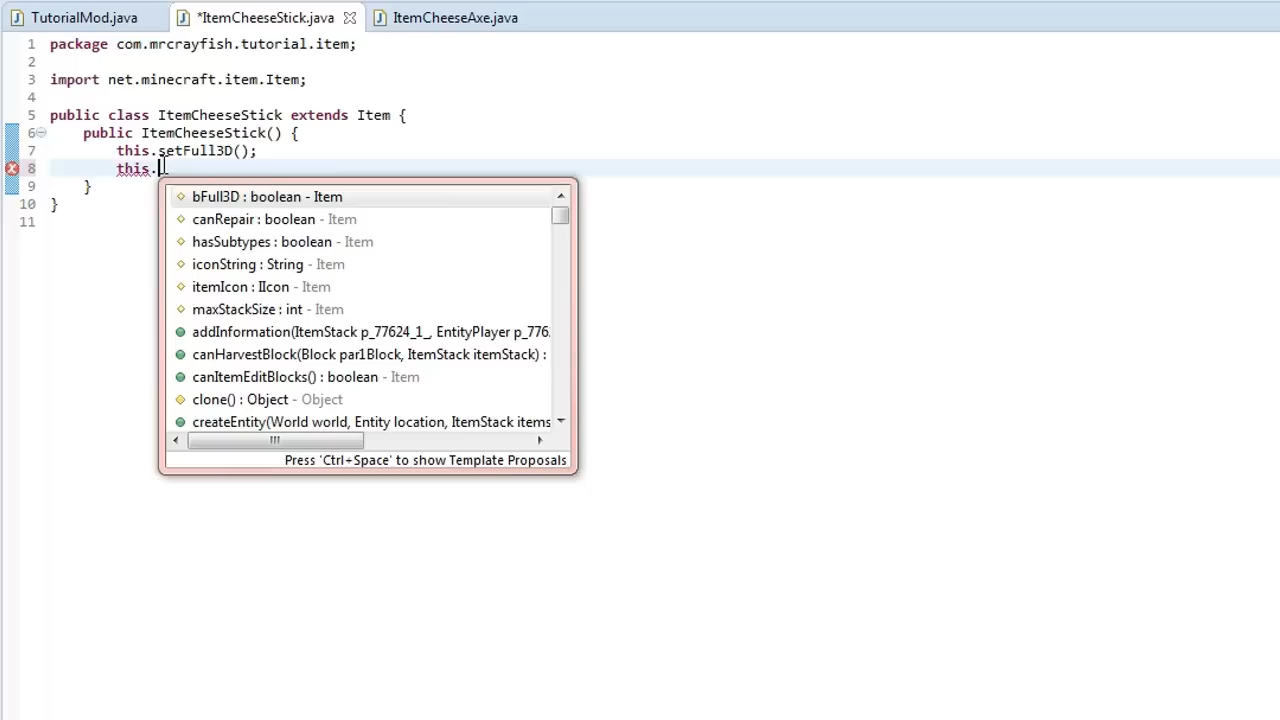 TutorialMod.java *ItemCheeseStick.java ItemCheeseAxe.java
1 package com.mrcrayfish.tutorial.item;
2
3 import net.minecraft.item.Item;
4
5 public class ItemCheeseStick extends Item {
6 public ItemCheeseStick() {
7 this.setFull3D();
8 this.
9 }
10 }
11
bFull3D : boolean - Item
canRepair : boolean - Item
hasSubtypes : boolean - Item
iconString : String - Item
itemIcon : IIcon - Item
maxStackSize : int - Item
addInformation(ItemStack p_77624_1_, EntityPlayer p_776
canHarvestBlock(Block par1Block, ItemStack itemStack) :
canItemEditBlocks() : boolean - Item
clone() : Object - Object
createEntity(World world, Entity location, ItemStack items
Press 'Ctrl+Space' to show Template Proposals